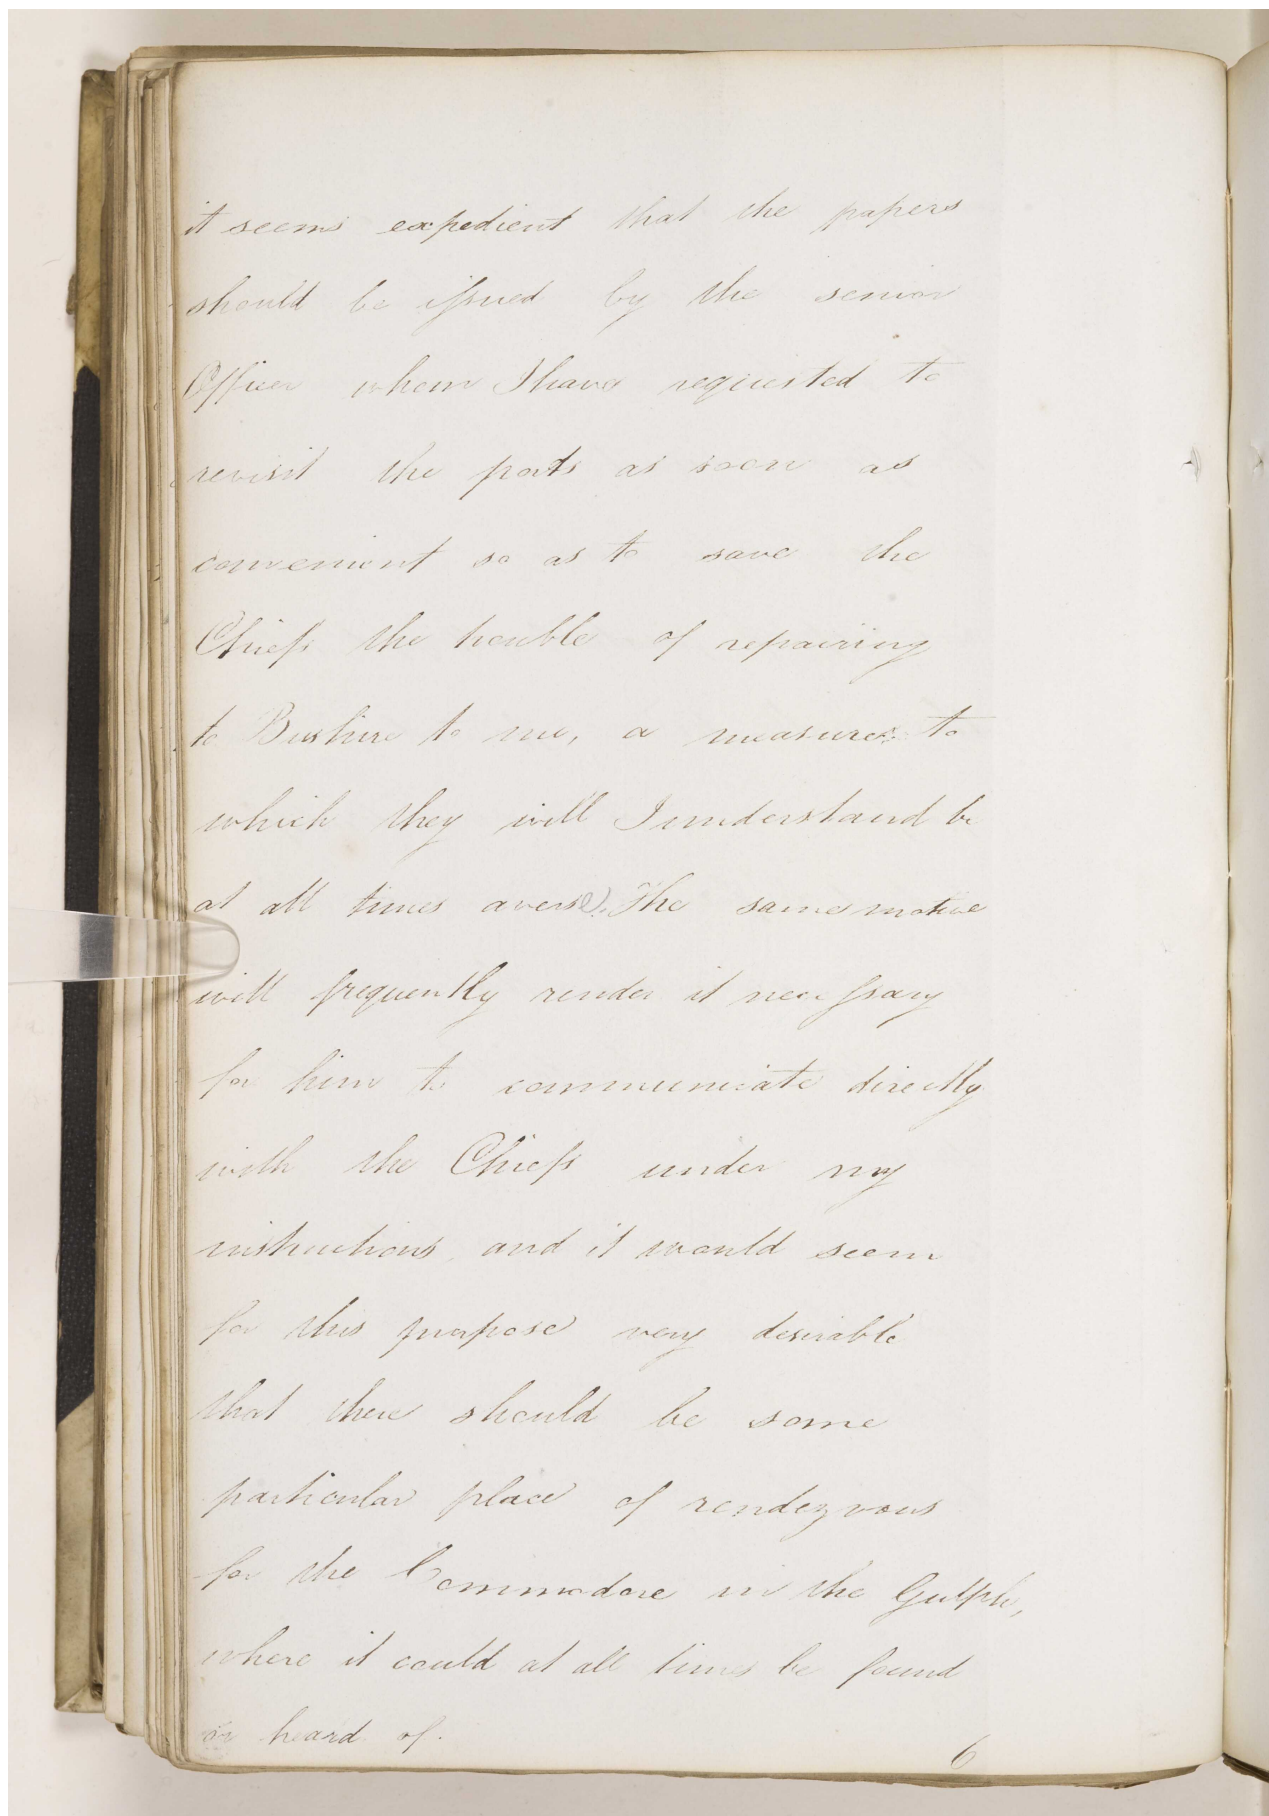 it seems expedient that the papers
should be issued by the senior
Officer whom I have requested to
revisit the ports as soon as
convenient so as to save the
Chiefs the trouble of repairing
to Bushire to me, a measure to
which they will I understand be
at all times averse. The same motive
will frequently render it necessary
for him to communicate directly
with the Chiefs under my
instructions and it would seem
for this purpose very desirable
that there should be some
particular place of rendezvous
for the Commodore in the Gulph,
where it could at all times be found
or heard of.
6